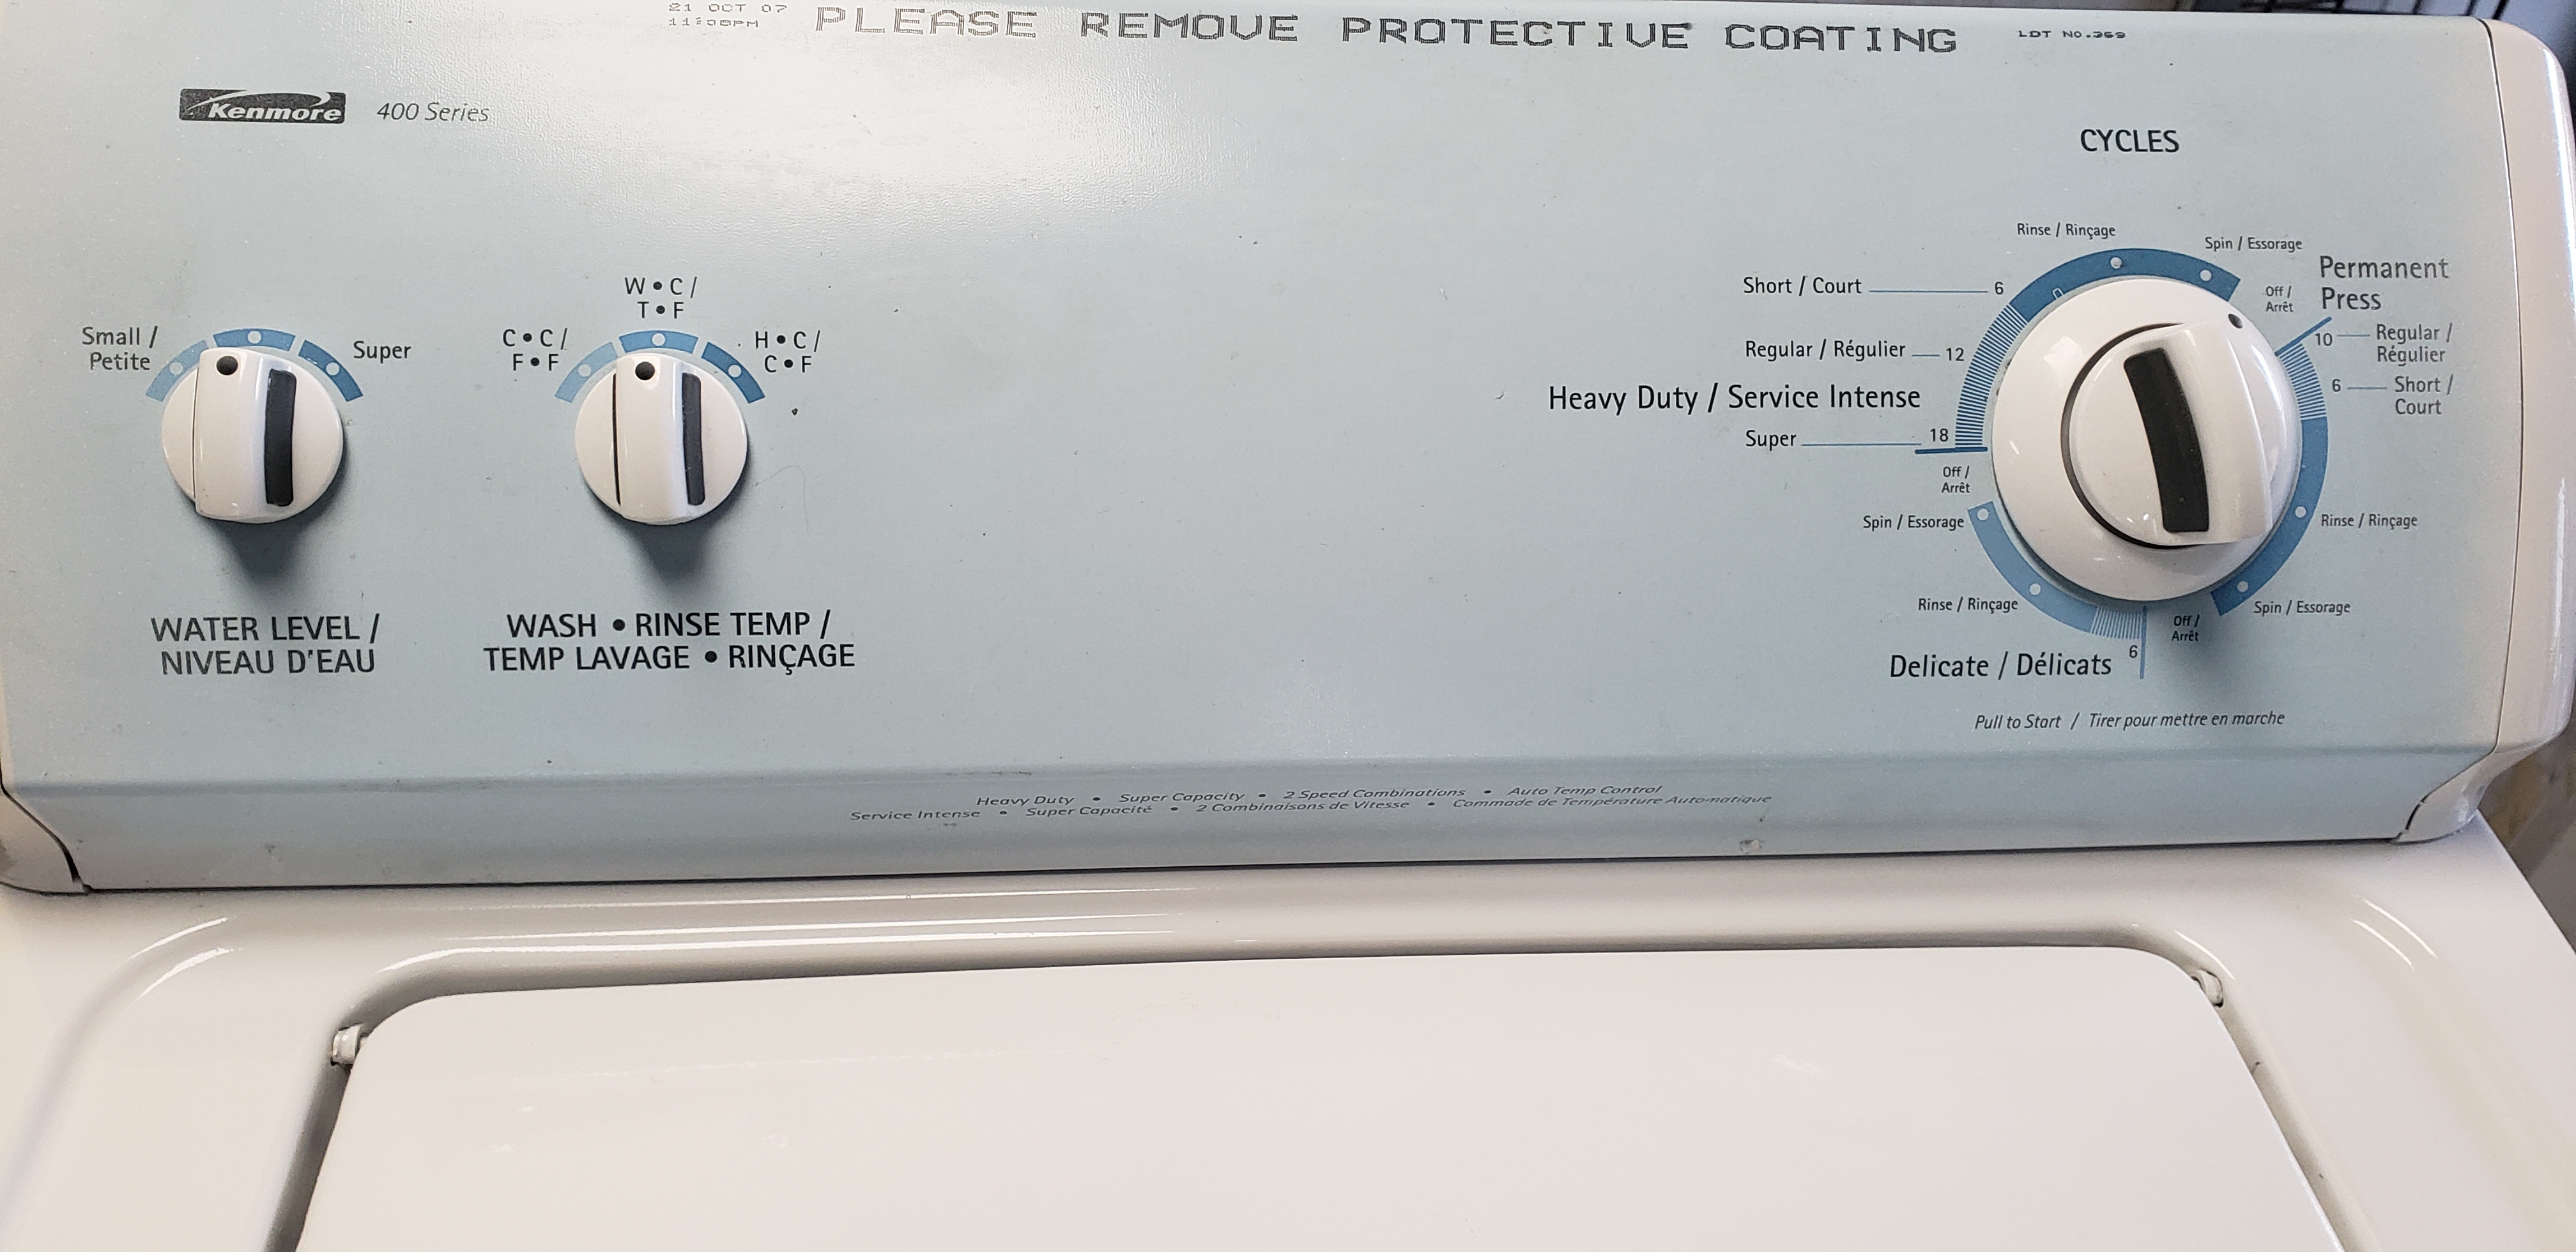 21 OCT 07
PLEASE REMOVE PROTECTIVE COATING
LOT NO.369
Kenmore
400 Series
CYCLES
Small /
Petite
Super
WATER LEVEL /
NIVEAU D'EAU
C • C /
F • F
W • C /
T • F
H • C /
C • F
WASH • RINSE TEMP /
TEMP LAVAGE • RINÇAGE
Rinse / Rinçage
Spin / Essorage
Off /
Arrêt
Permanent
Press
10
Regular /
Régulier
6
Short /
Court
Rinse / Rinçage
Spin / Essorage
Off /
Arrêt
Short / Court
6
Regular / Régulier
12
Heavy Duty / Service Intense
Super
18
Off /
Arrêt
Spin / Essorage
Rinse / Rinçage
6
Delicate / Délicats
Pull to Start / Tirer pour mettre en marche
Heavy Duty • Super Capacity • 2 Speed Combinations • Auto Temp Control
Service Intense • Super Capacité • 2 Combinaisons de Vitesse • Commade de Température Automatique